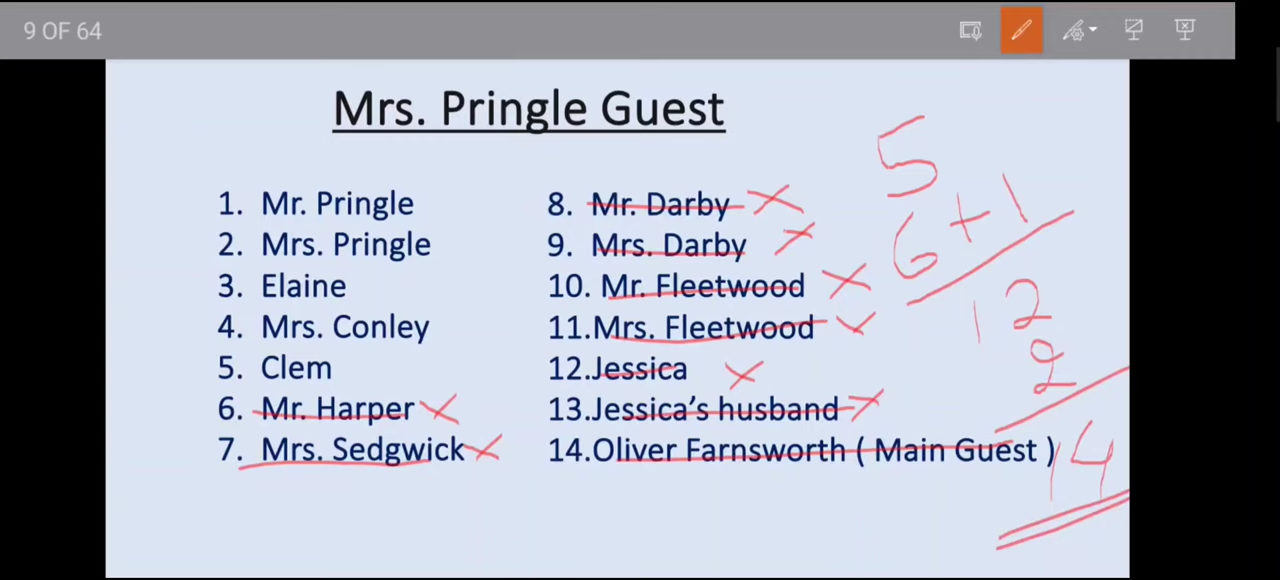 9 OF 64
Mrs. Pringle Guest
1. Mr. Pringle
2. Mrs. Pringle
3. Elaine
4. Mrs. Conley
5. Clem
6. Mr. Harper
7. Mrs. Sedgwick
8. Mr. Darby
9. Mrs. Darby
10. Mr. Fleetwood
11.Mrs. Fleetwood
12.Jessica
13.Jessica's husband
14.Oliver Farnsworth ( Main Guest )
5
6+1
12
2
14